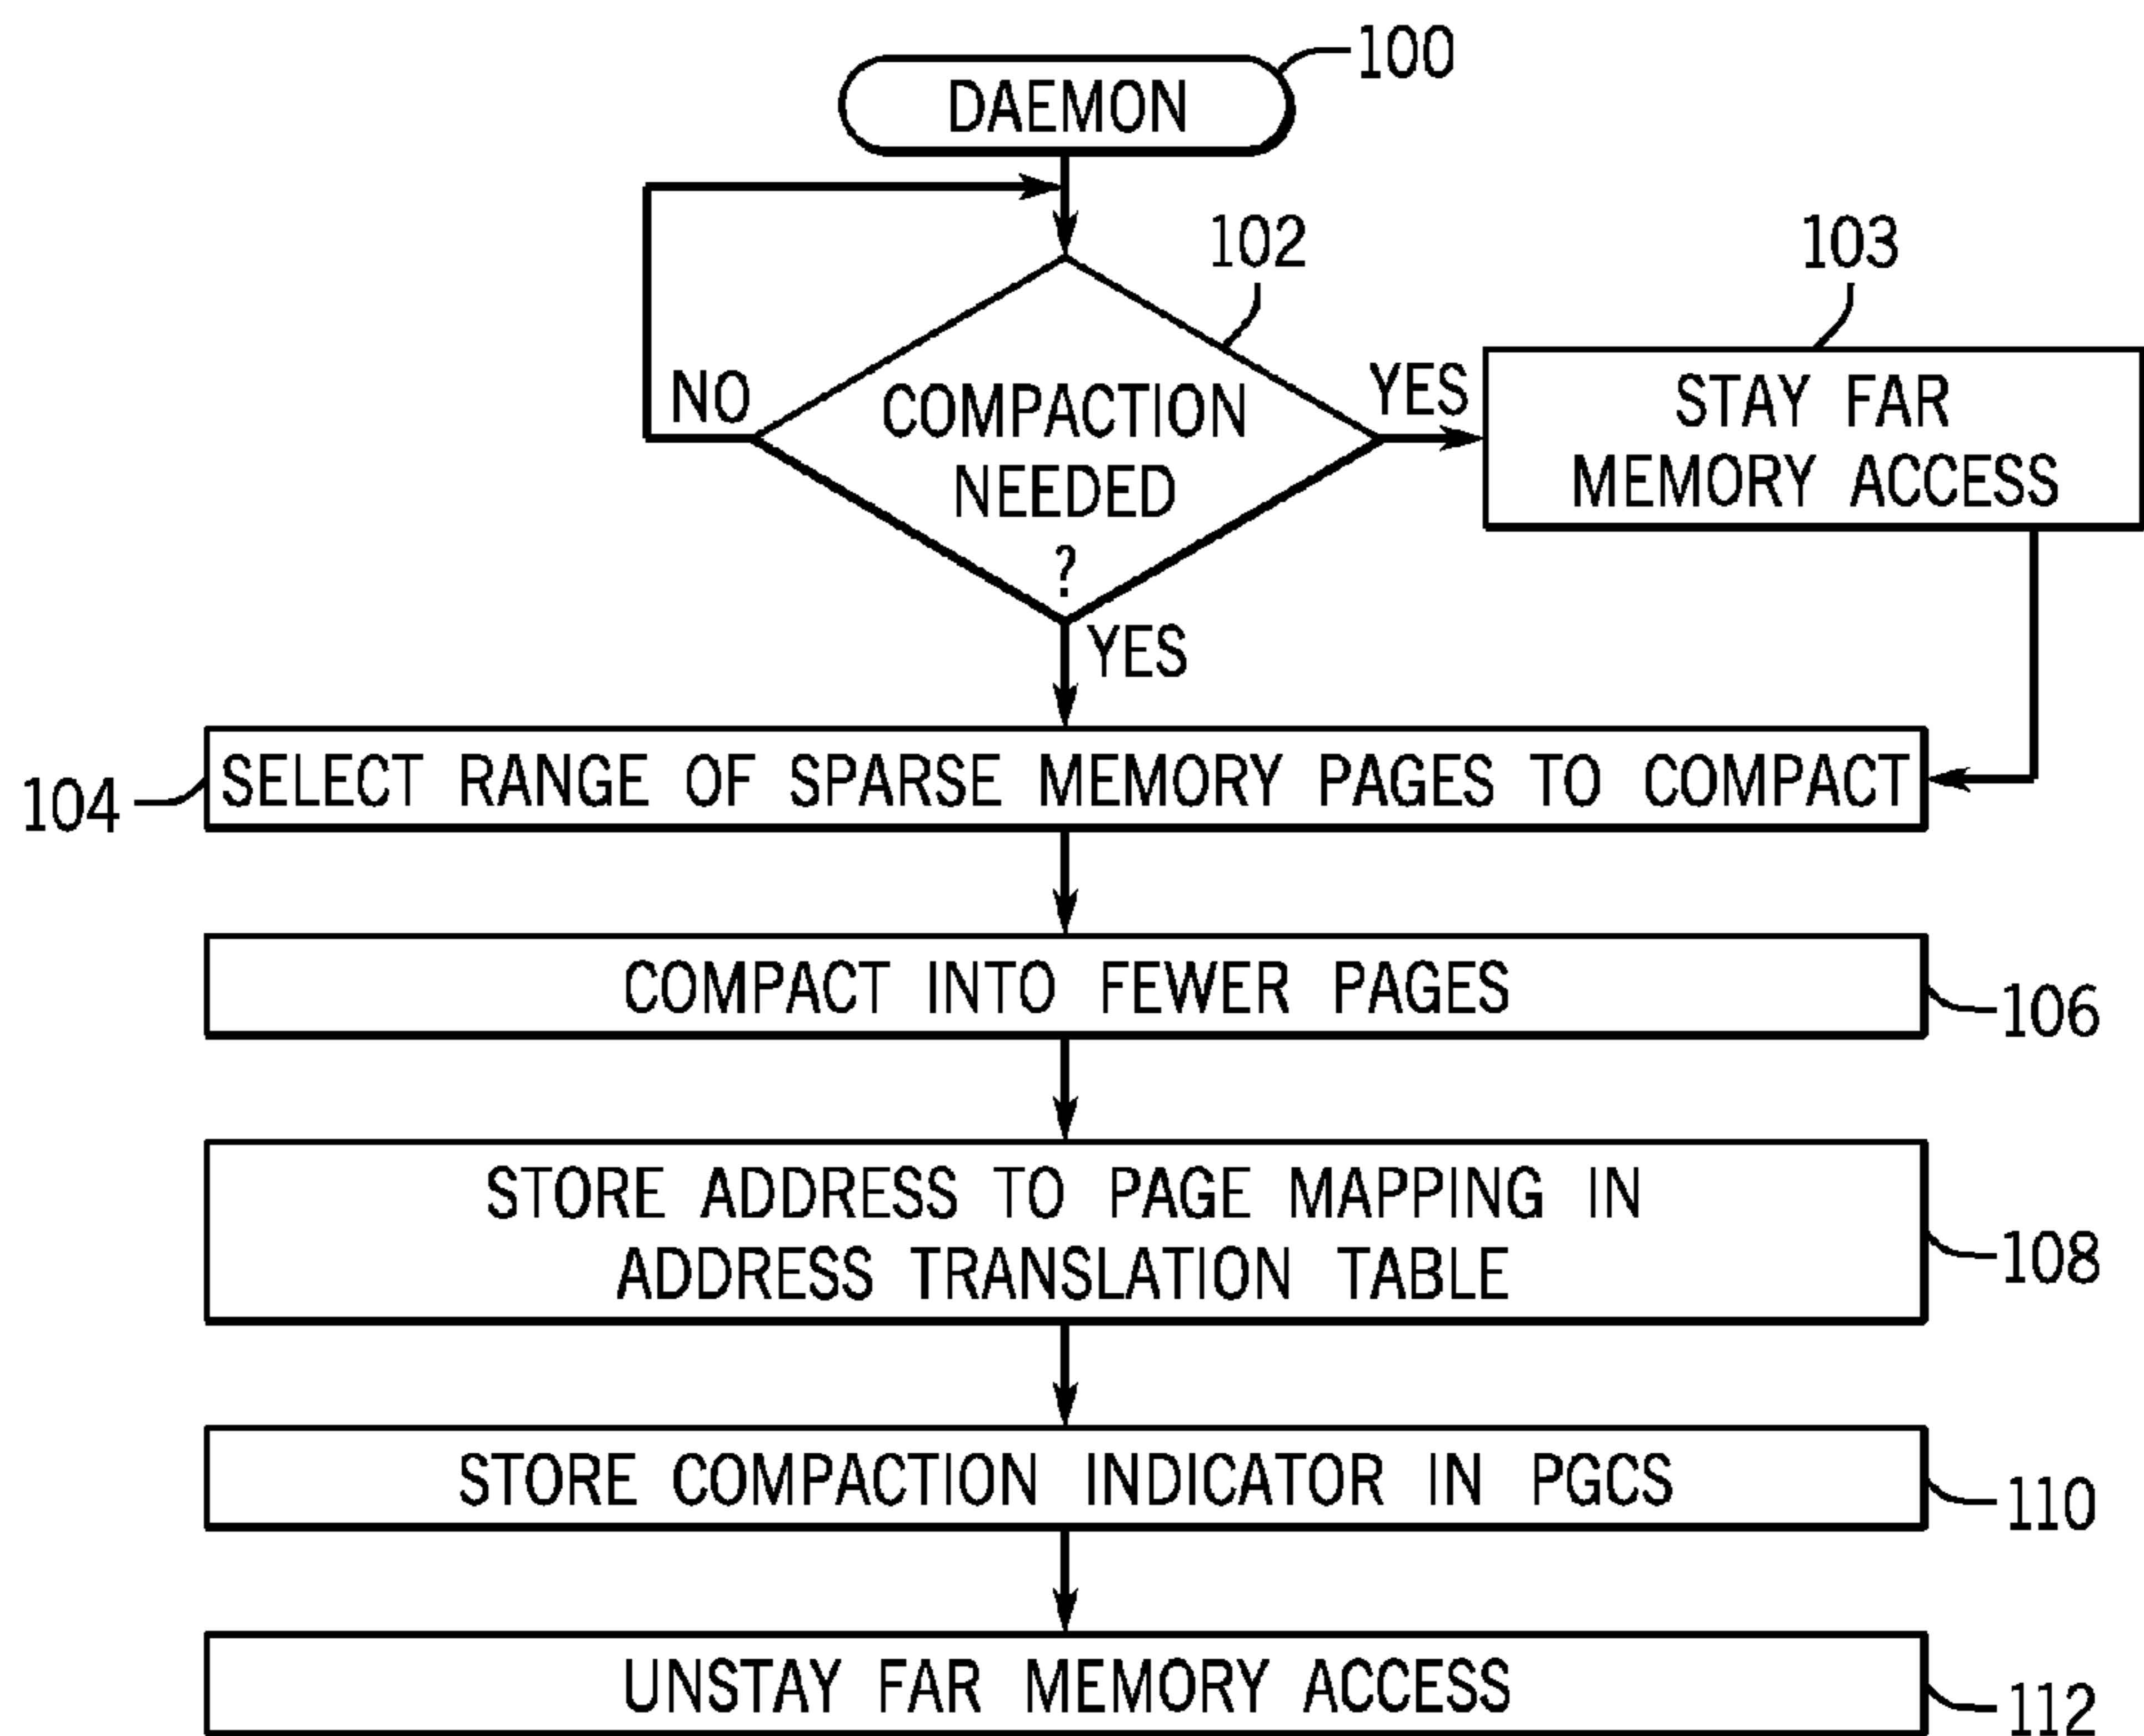 100
DAEMON
102
103
NO
COMPACTION
NEEDED
?
YES
STAY FAR
MEMORY ACCESS
YES
104
SELECT RANGE OF SPARSE MEMORY PAGES TO COMPACT
COMPACT INTO FEWER PAGES
106
STORE ADDRESS TO PAGE MAPPING IN
ADDRESS TRANSLATION TABLE
108
STORE COMPACTION INDICATOR IN PGCS
110
UNSTAY FAR MEMORY ACCESS
112